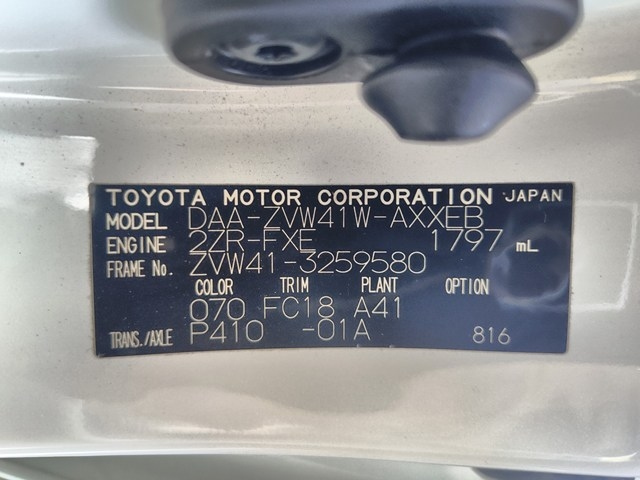 TOYOTA MOTOR CORPORATION JAPAN
MODEL DAA-ZVW41W-AXXEB
ENGINE 2ZR-FXE 1797 mL
FRAME No. ZVW41-3259580
COLOR TRIM PLANT OPTION
070 FC18 A41
TRANS./AXLE P410 -01A 816